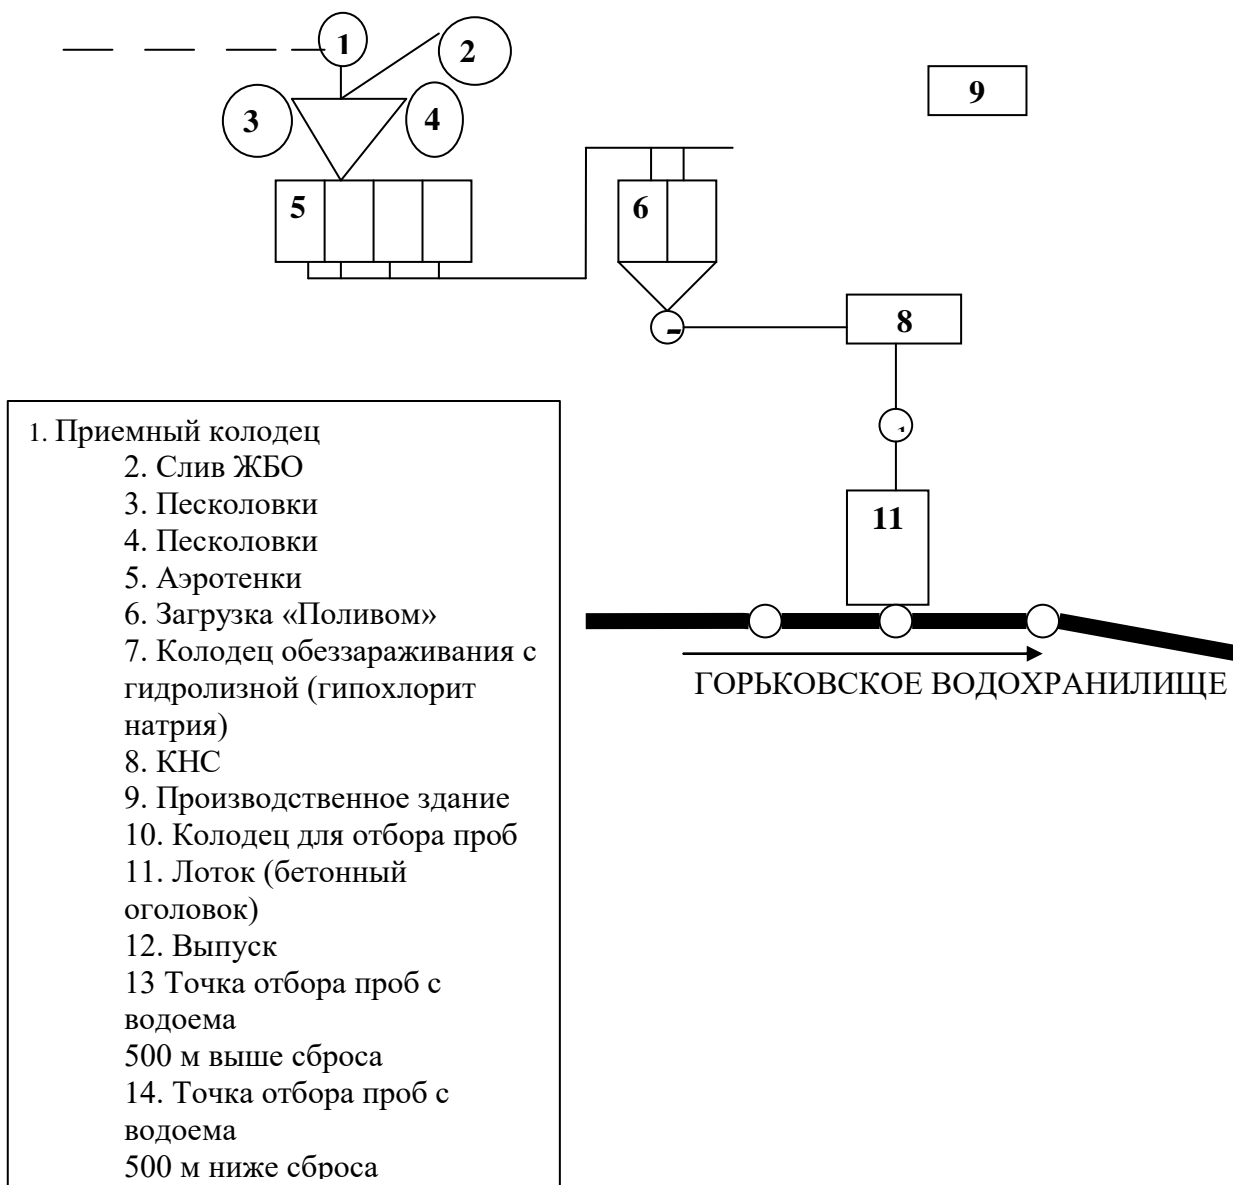 1
2
3
4
9
5
6
8
11
1. Приемный колодец
2. Слив ЖБО
3. Песколовки
4. Песколовки
5. Аэротенки
6. Загрузка «Поливом»
7. Колодец обеззараживания с
гидролизной (гипохлорит
натрия)
8. КНС
9. Производственное здание
10. Колодец для отбора проб
11. Лоток (бетонный
оголовок)
12. Выпуск
13 Точка отбора проб с
водоема
500 м выше сброса
14. Точка отбора проб с
водоема
500 м ниже сброса
ГОРЬКОВСКОЕ ВОДОХРАНИЛИЩЕ